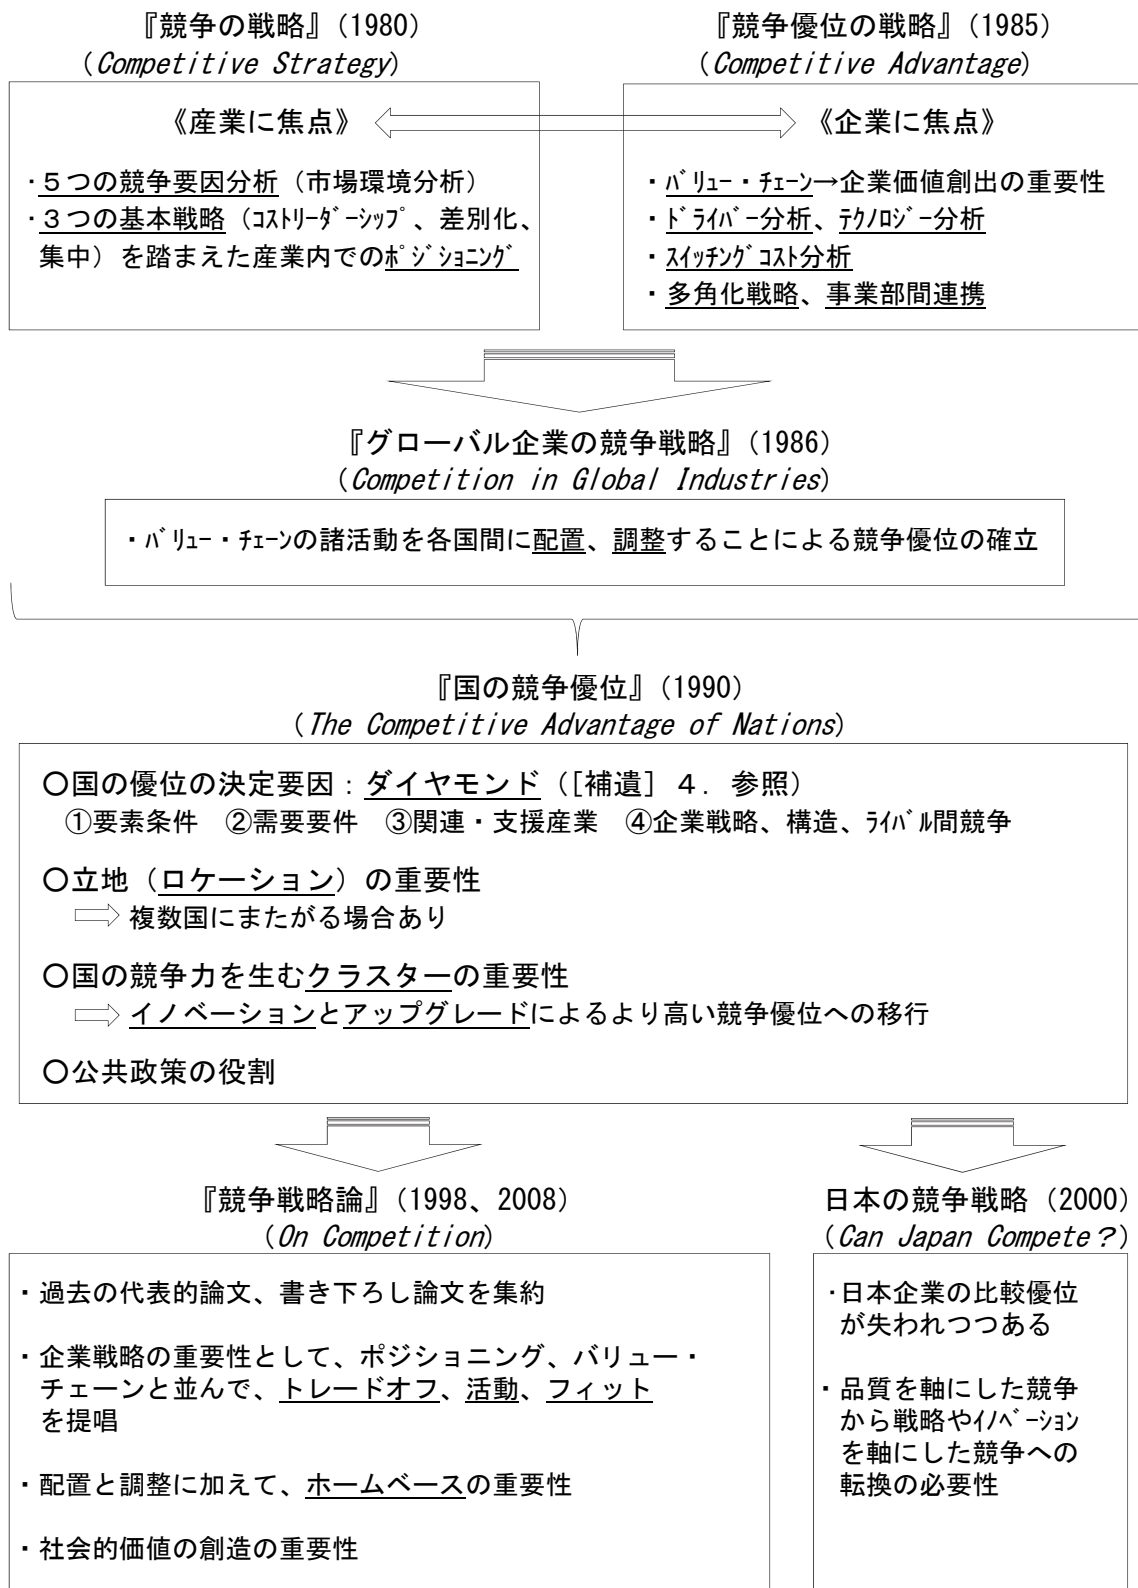 『競争の戦略』(1980)
(Competitive Strategy)
《産業に焦点》
・５つの競争要因分析（市場環境分析）
・３つの基本戦略（ｺｽﾄﾘｰﾀﾞｰｼｯﾌﾟ、差別化、
集中）を踏まえた産業内でのﾎﾟｼﾞｼｮﾆﾝｸﾞ
『競争優位の戦略』(1985)
(Competitive Advantage)
《企業に焦点》
・ﾊﾞﾘｭｰ・ﾁｪｰﾝ→企業価値創出の重要性
・ﾄﾞﾗｲﾊﾞｰ分析、ﾃｸﾉﾛｼﾞｰ分析
・ｽｲｯﾁﾝｸﾞｺｽﾄ分析
・多角化戦略、事業部間連携
『グローバル企業の競争戦略』(1986)
(Competition in Global Industries)
・ﾊﾞﾘｭｰ・ﾁｪｰﾝの諸活動を各国間に配置、調整することによる競争優位の確立
『国の競争優位』(1990)
(The Competitive Advantage of Nations)
○国の優位の決定要因：ダイヤモンド（[補遺] ４．参照）
①要素条件　②需要要件　③関連・支援産業　④企業戦略、構造、ﾗｲﾊﾞﾙ間競争
○立地（ロケーション）の重要性
⇨ 複数国にまたがる場合あり
○国の競争力を生むクラスターの重要性
⇨ イノベーションとアップグレードによるより高い競争優位への移行
○公共政策の役割
『競争戦略論』(1998、2008)
(On Competition)
・過去の代表的論文、書き下ろし論文を集約
・企業戦略の重要性として、ポジショニング、バリュー・
チェーンと並んで、トレードオフ、活動、フィット
を提唱
・配置と調整に加えて、ホームベースの重要性
・社会的価値の創造の重要性
日本の競争戦略 (2000)
(Can Japan Compete？)
・日本企業の比較優位
が失われつつある
・品質を軸にした競争
から戦略やｲﾉﾍﾞｰｼｮﾝ
を軸にした競争への
転換の必要性